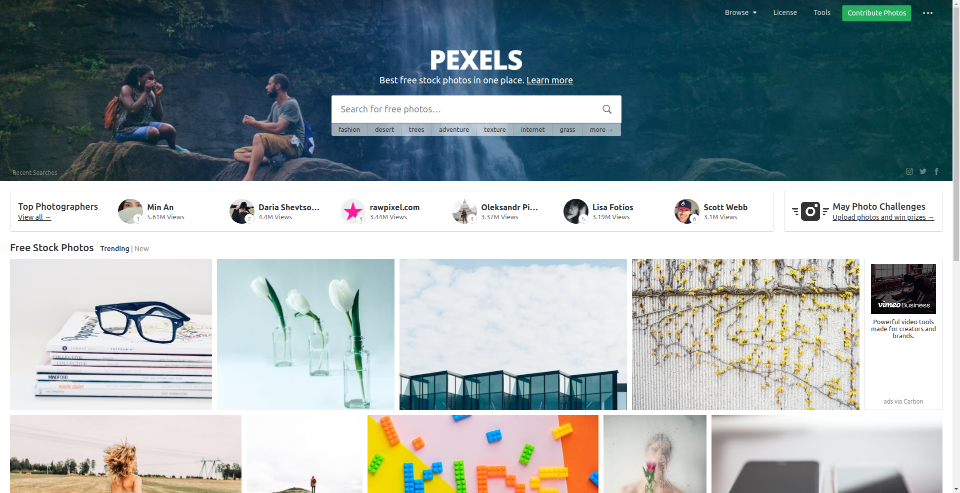 Browse
License
Tools
Contribute Photos
PEXELS
Best free stock photos in one place. Learn more
Search for free photos...
fashion desert trees adventure texture internet grass more →
Recent Searches
Top Photographers
View all →
Min An
5.61M Views
1
Daria Shevtso...
4.4M Views
rawpixel.com
3.44M Views
Oleksandr Pi...
3.37M Views
Lisa Fotios
3.19M Views
Scott Webb
3.1M Views
May Photo Challenges
Upload photos and win prizes →
Free Stock Photos Trending | New
vimeo Business
Powerful video tools
made for creators and
brands.
ads via Carbon
MINDFOOD
KIDS